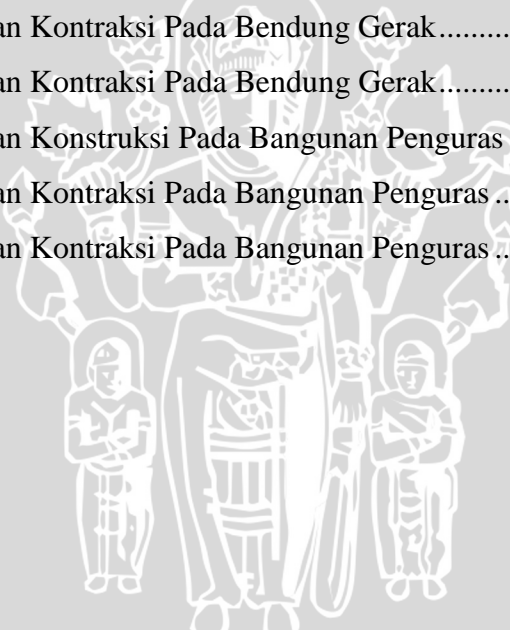 an Kontraksi Pada Bendung Gerak.........
an Kontraksi Pada Bendung Gerak.........
an Konstruksi Pada Bangunan Penguras
an Kontraksi Pada Bangunan Penguras ..
an Kontraksi Pada Bangunan Penguras ..